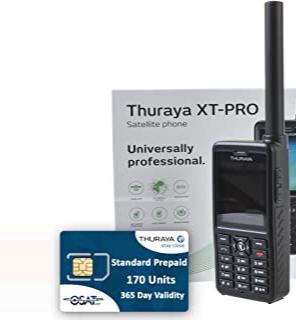 Thuraya XT-PRO
Satellite phone
Universally
professional.
THURAYA
THURAYA
Stay Close
Standard Prepaid
170 Units
365 Day Validity
OSAT